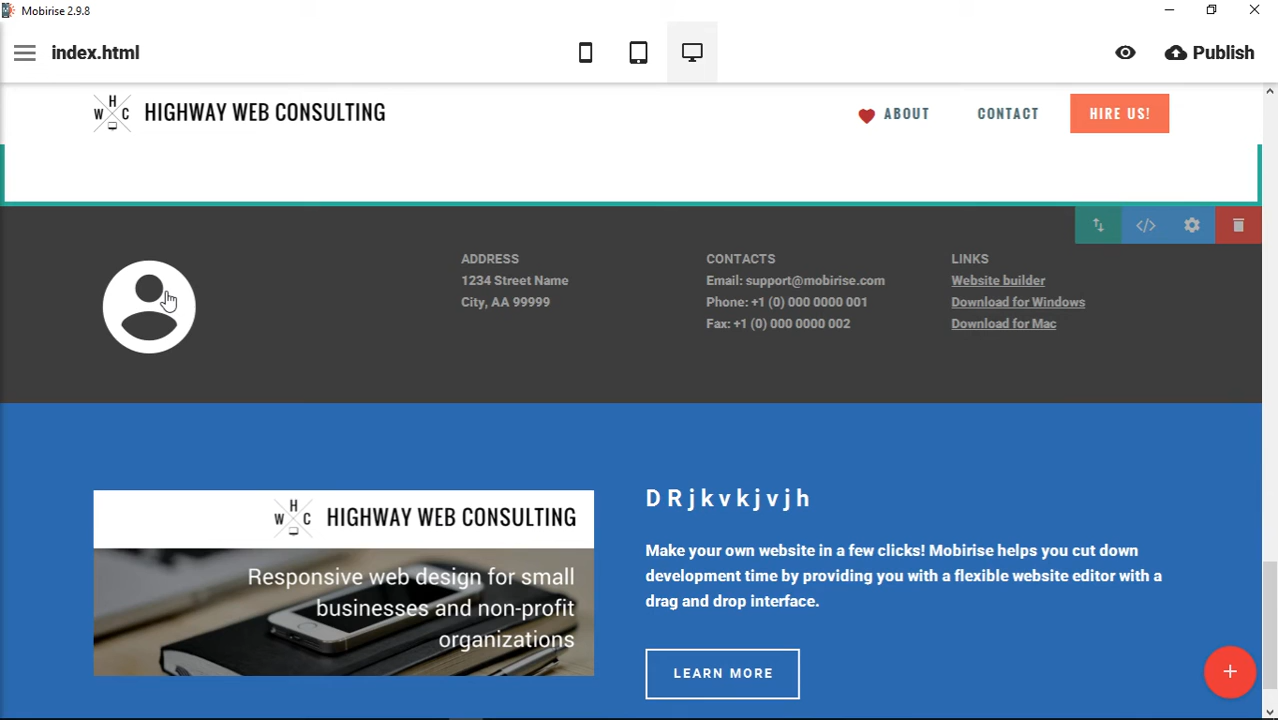 Mobirise 2.9.8
index.html
Publish
W H C
HIGHWAY WEB CONSULTING
ABOUT
CONTACT
HIRE US!
</>
ADDRESS
1234 Street Name
City, AA 99999
CONTACTS
Email: support@mobirise.com
Phone: +1 (0) 000 0000 001
Fax: +1 (0) 000 0000 002
LINKS
Website builder
Download for Windows
Download for Mac
W H C
HIGHWAY WEB CONSULTING
Responsive web design for small
businesses and non-profit
organizations
D R j k v k j v j h
Make your own website in a few clicks! Mobirise helps you cut down
development time by providing you with a flexible website editor with a
drag and drop interface.
LEARN MORE